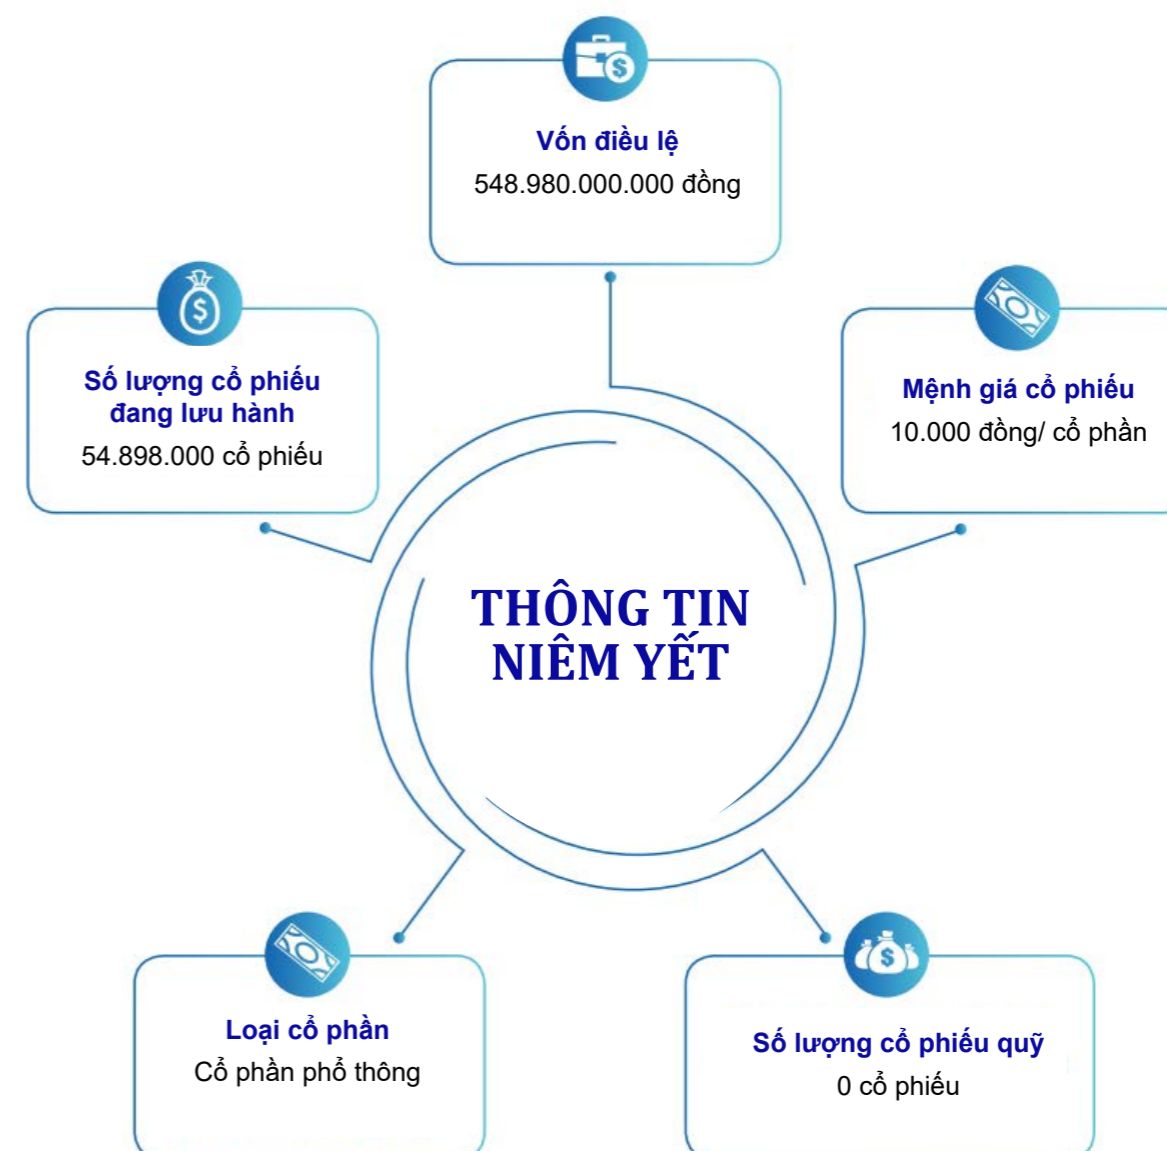 Vốn điều lệ
548.980.000.000 đồng
Số lượng cổ phiếu
đang lưu hành
54.898.000 cổ phiếu
Mệnh giá cổ phiếu
10.000 đồng/ cổ phần
THÔNG TIN
NIÊM YẾT
Loại cổ phần
Cổ phần phổ thông
Số lượng cổ phiếu quỹ
0 cổ phiếu